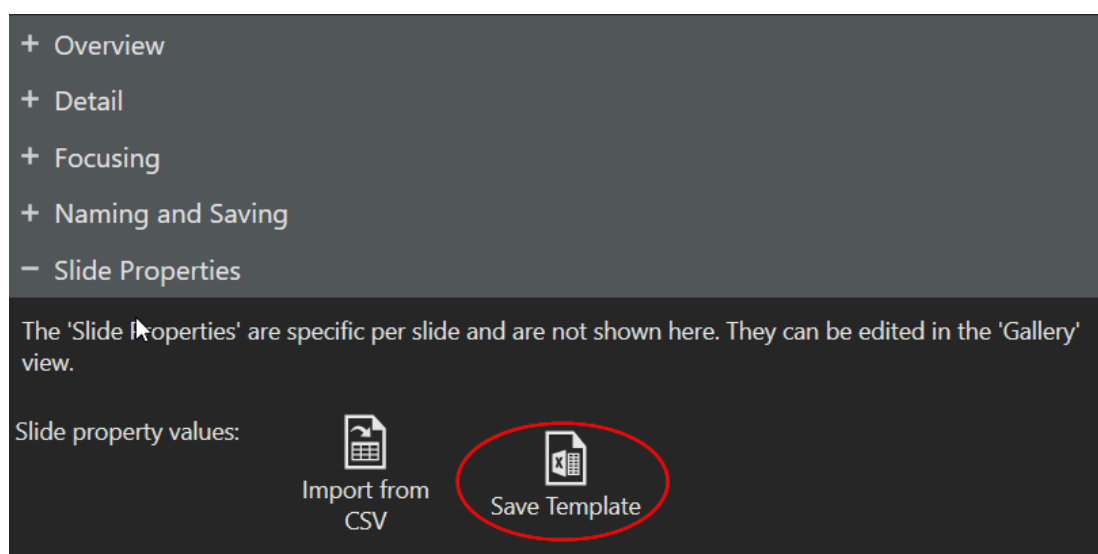 + Overview
+ Detail
+ Focusing
+ Naming and Saving
− Slide Properties
The 'Slide Properties' are specific per slide and are not shown here. They can be edited in the 'Gallery'
view.
Slide property values:
Import from
CSV
Save Template